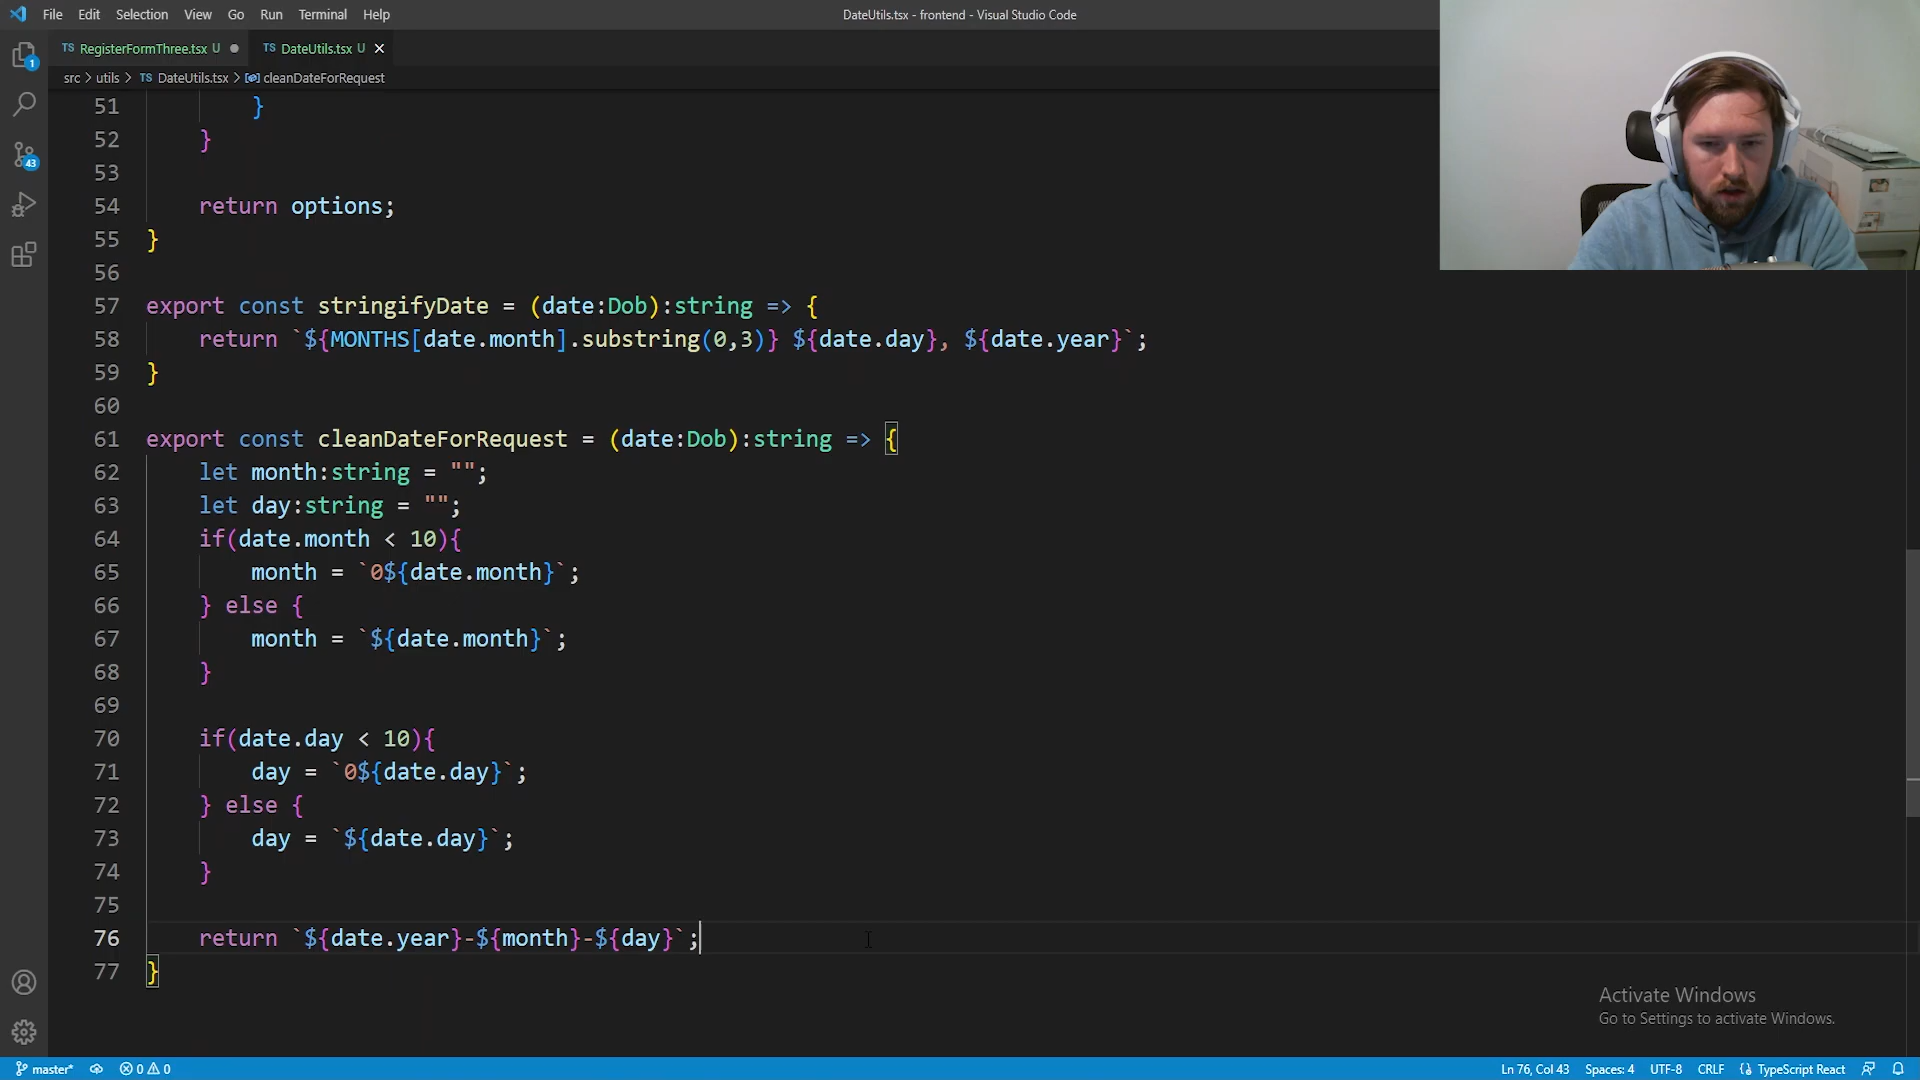 File Edit Selection View Go Run Terminal Help
DateUtils.tsx - frontend - Visual Studio Code
TS RegisterFormThree.tsx U
TS DateUtils.tsx U
src > utils > TS DateUtils.tsx > cleanDateForRequest
1
43
51 }
52 }
53
54 return options;
55 }
56
57 export const stringifyDate = (date:Dob):string => {
58 return `${MONTHS[date.month].substring(0,3)} ${date.day}, ${date.year}`;
59 }
60
61 export const cleanDateForRequest = (date:Dob):string => {
62 let month:string = "";
63 let day:string = "";
64 if(date.month < 10){
65 month = `0${date.month}`;
66 } else {
67 month = `${date.month}`;
68 }
69
70 if(date.day < 10){
71 day = `0${date.day}`;
72 } else {
73 day = `${date.day}`;
74 }
75
76 return `${date.year}-${month}-${day}`;
77 }
Activate Windows
Go to Settings to activate Windows.
master* 0 0 Ln 76, Col 43 Spaces: 4 UTF-8 CRLF {} TypeScript React